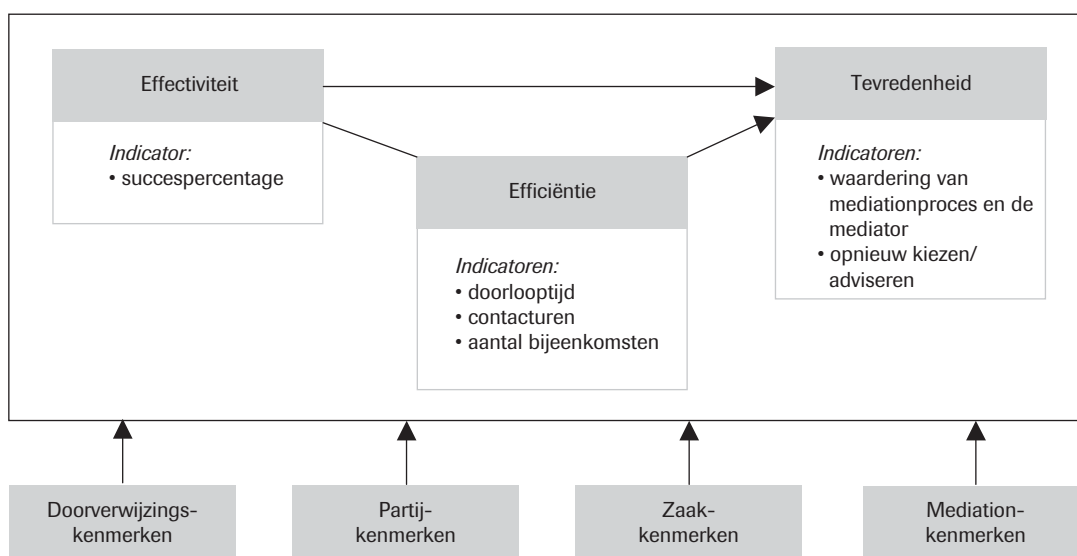 Effectiviteit
Indicator:
• succespercentage
Efficiëntie
Indicatoren:
• doorlooptijd
• contacturen
• aantal bijeenkomsten
Tevredenheid
Indicatoren:
• waardering van
mediationproces en de
mediator
• opnieuw kiezen/
adviseren
Doorverwijzings-
kenmerken
Partij-
kenmerken
Zaak-
kenmerken
Mediation-
kenmerken